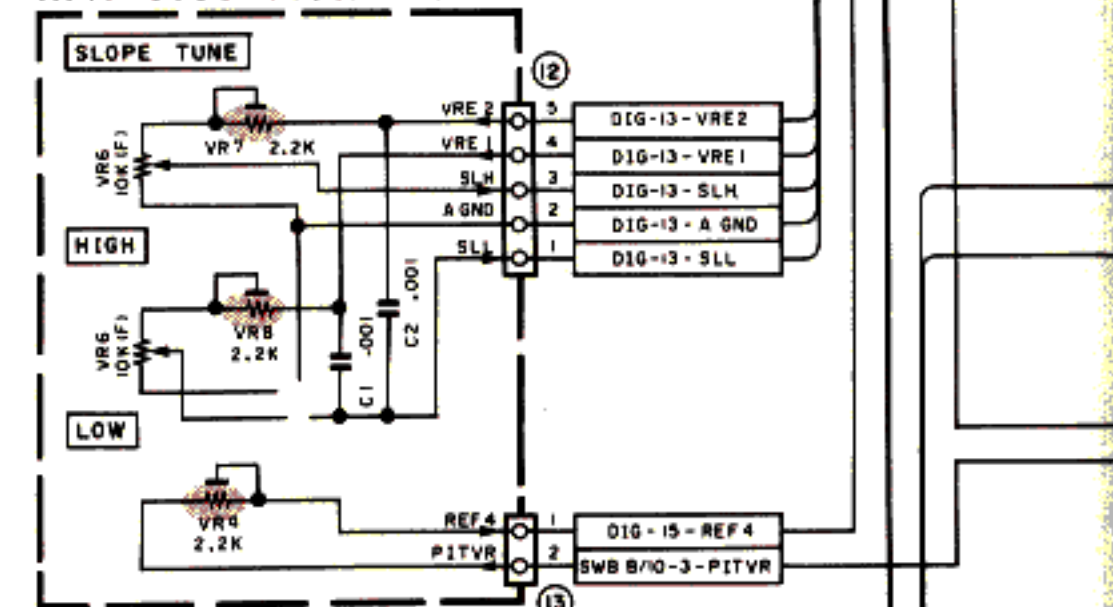 SLOPE TUNE
12
VRE 2 5 DIG-13-VRE2
VR7 2.2K
VRE 1 4 DIG-13-VRE1
VR6
10K(F)
SLH 3 DIG-13-SLH
A GND 2 DIG-13-A GND
HIGH
SLL 1 DIG-13-SLL
C2 .001
VR8
2.2K
VR6
10K(F)
C1 .001
LOW
VR4
2.2K
REF4 1 DIG-15-REF4
PITVR 2 SWB 8/10-3-PITVR
13